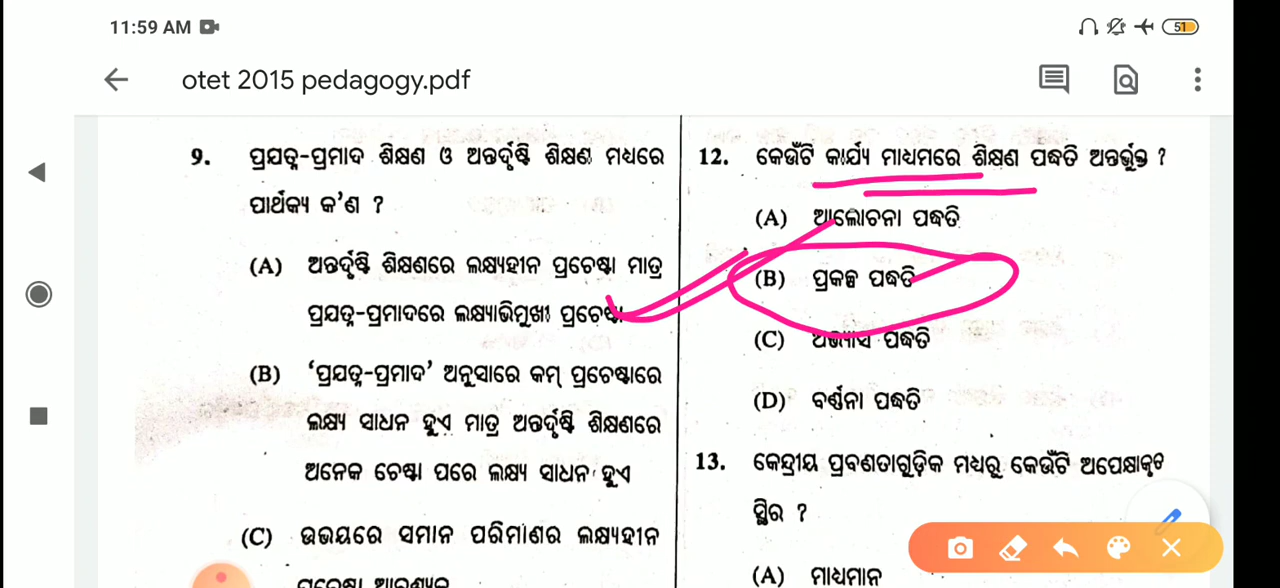 11:59 AM
51
otet 2015 pedagogy.pdf
9. ପ୍ରଯତ୍ନ-ପ୍ରମାଦ ଶିକ୍ଷଣ ଓ ଅନ୍ତର୍ଦୃଷ୍ଟି ଶିକ୍ଷଣ ମଧ୍ୟରେ
ପାର୍ଥକ୍ୟ କ'ଣ ?
(A) ଅନ୍ତର୍ଦୃଷ୍ଟି ଶିକ୍ଷଣରେ ଲକ୍ଷ୍ୟହୀନ ପ୍ରଚେଷ୍ଟା ମାତ୍ର
ପ୍ରଯତ୍ନ-ପ୍ରମାଦରେ ଲକ୍ଷ୍ୟାଭିମୁଖୀ ପ୍ରଚେଷ୍ଟା
(B) 'ପ୍ରଯତ୍ନ-ପ୍ରମାଦ' ଅନୁସାରେ କମ୍ ପ୍ରଚେଷ୍ଟାରେ
ଲକ୍ଷ୍ୟ ସାଧନ ହୁଏ ମାତ୍ର ଅନ୍ତର୍ଦୃଷ୍ଟି ଶିକ୍ଷଣରେ
ଅନେକ ଚେଷ୍ଟା ପରେ ଲକ୍ଷ୍ୟ ସାଧନ ହୁଏ
(C) ଉଭୟରେ ସମାନ ପରିମାଣର ଲକ୍ଷ୍ୟହୀନ
12. କେଉଁଟି କାର୍ଯ୍ୟ ମାଧ୍ୟମରେ ଶିକ୍ଷଣ ପଦ୍ଧତି ଅନ୍ତର୍ଭୁକ୍ତ ?
(A) ଆଲୋଚନା ପଦ୍ଧତି
(B) ପ୍ରକଳ୍ପ ପଦ୍ଧତି
(C) ଅଭ୍ୟାସ ପଦ୍ଧତି
(D) ବର୍ଣ୍ଣନା ପଦ୍ଧତି
13. କେନ୍ଦ୍ରୀୟ ପ୍ରବଣତାଗୁଡ଼ିକ ମଧ୍ୟରୁ କେଉଁଟି ଅପେକ୍ଷାକୃତ
ସ୍ଥିର ?
(A) ମାଧ୍ୟମାନ